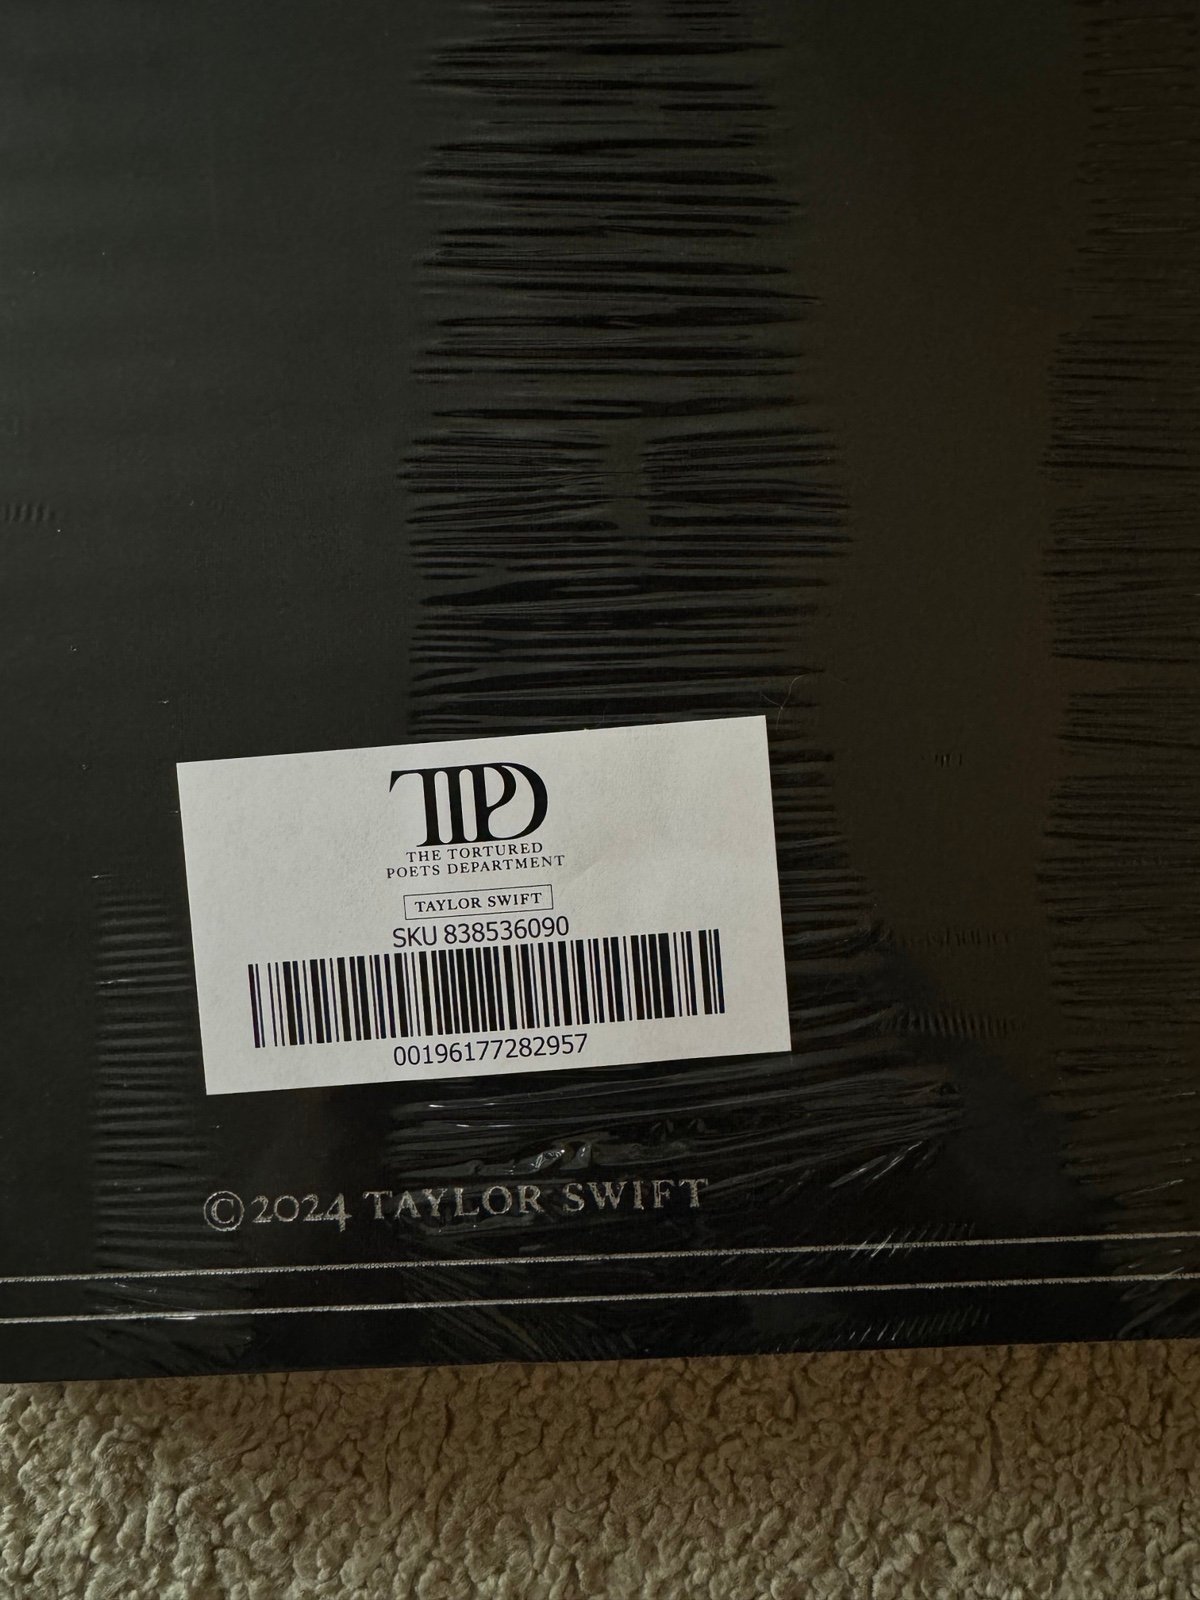 TTPD
THE TORTURED
POETS DEPARTMENT
TAYLOR SWIFT
SKU 838536090
00196177282957
©2024 TAYLOR SWIFT